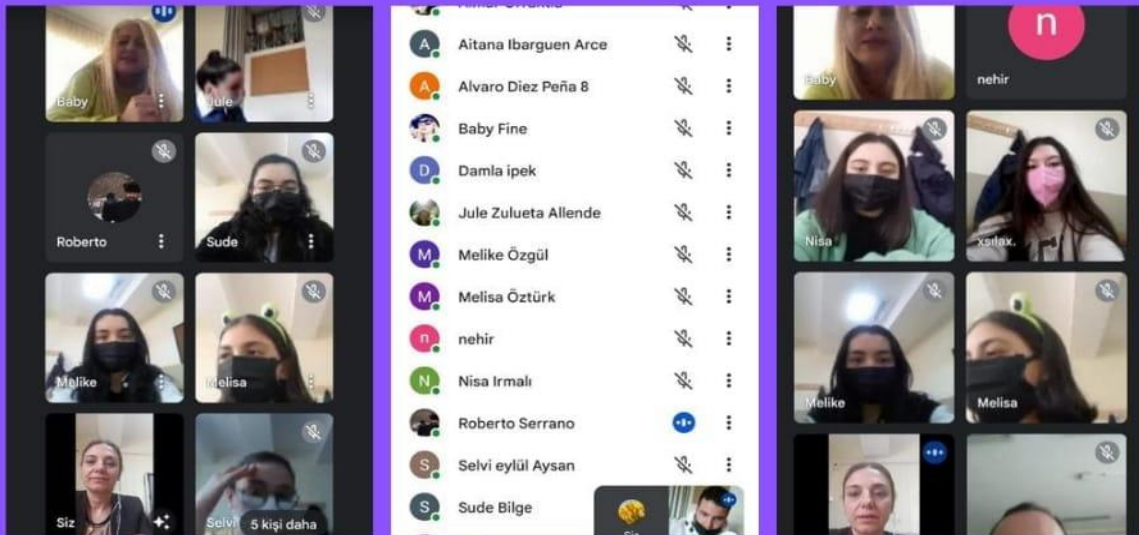 Baby
Jule
Roberto
Sude
Melike
Melisa
Siz
Selvi
5 kişi daha
A
Aitana Ibarguen Arce
A
Alvaro Diez Peña 8
Baby Fine
D
Damla ipek
Jule Zulueta Allende
M
Melike Özgül
M
Melisa Öztürk
n
nehir
N
Nisa Irmalı
Roberto Serrano
S
Selvi eylül Aysan
S
Sude Bilge
Siz
n
Baby
nehir
Nisa
xsılax.
Melike
Melisa